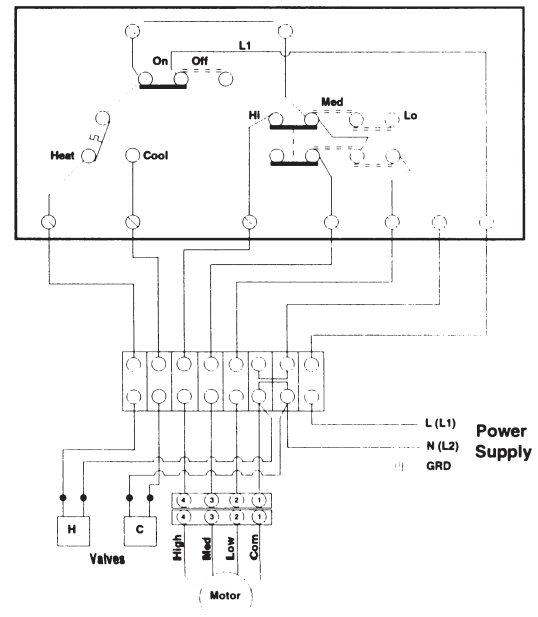 L1
On Off
Med
Hi
Lo
Heat
Cool
L (L1)
Power
N (L2)
Supply
GRD
H
C
4 3 2 1
4 3 2 1
Valves
High
Med
Low
Com
Motor